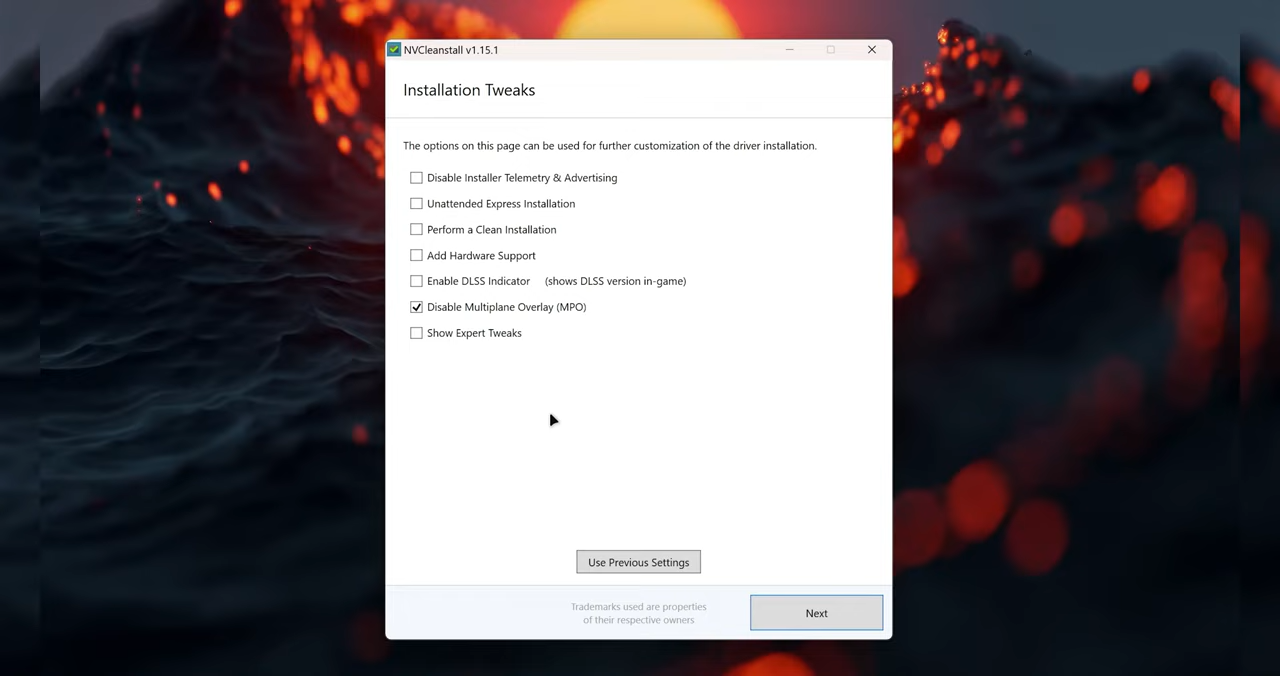 NVCleanstall v1.15.1
Installation Tweaks
The options on this page can be used for further customization of the driver installation.
Disable Installer Telemetry & Advertising
Unattended Express Installation
Perform a Clean Installation
Add Hardware Support
Enable DLSS Indicator (shows DLSS version in-game)
Disable Multiplane Overlay (MPO)
Show Expert Tweaks
Use Previous Settings
Trademarks used are properties
of their respective owners
Next